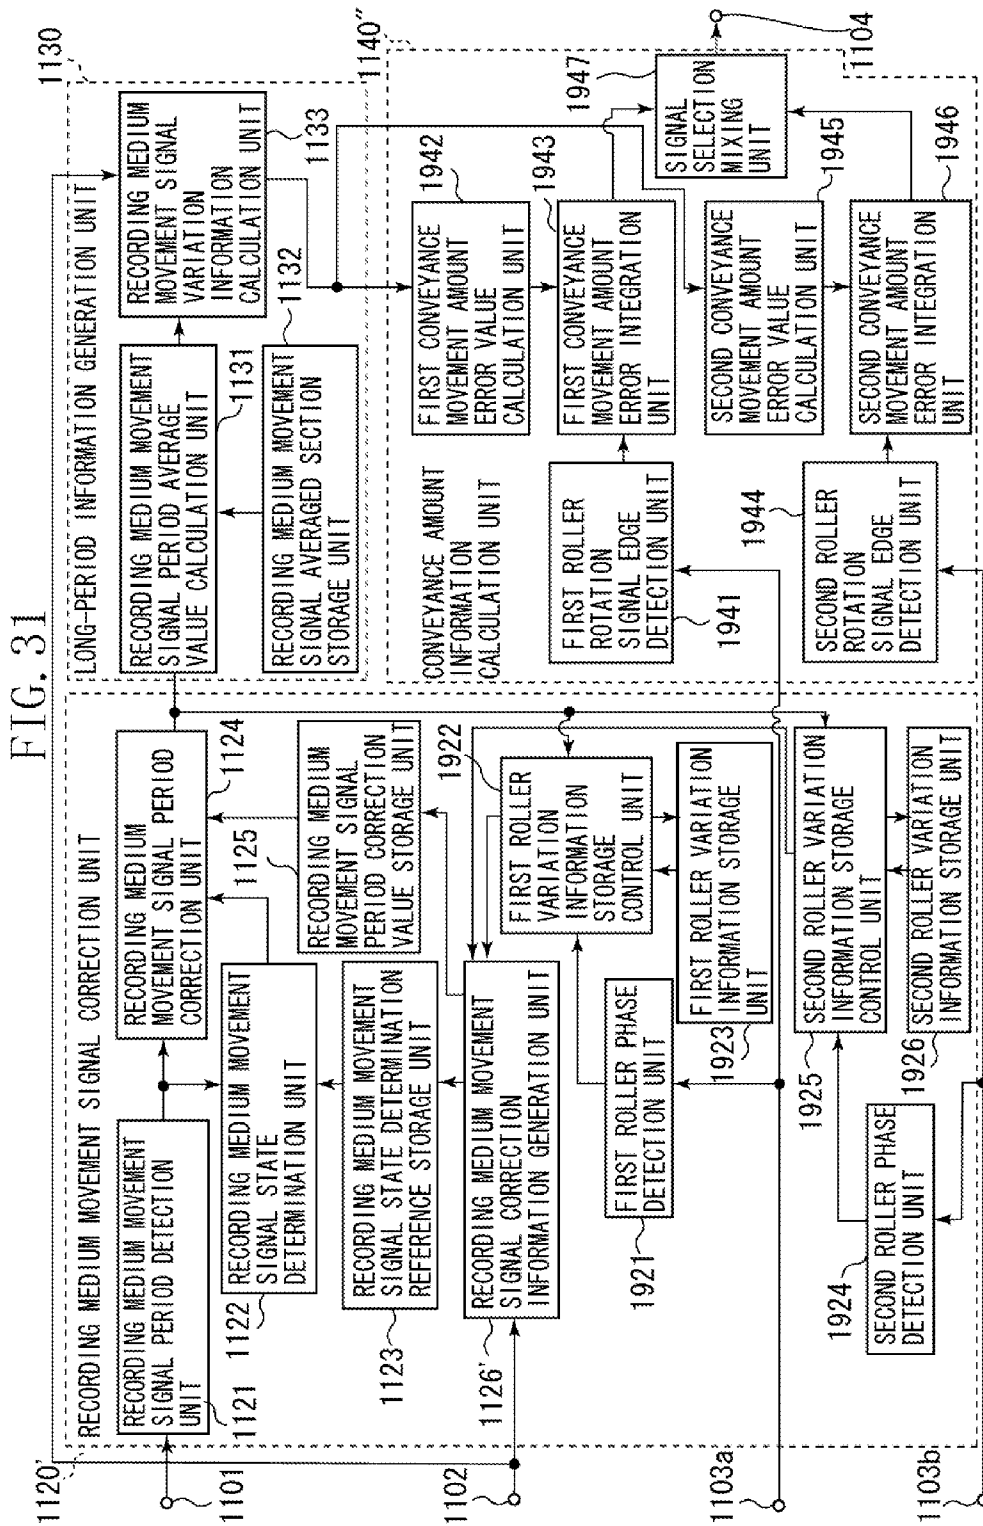 FIG. 31
1120'
RECORDING MEDIUM MOVEMENT SIGNAL CORRECTION UNIT
RECORDING MEDIUM MOVEMENT
SIGNAL PERIOD DETECTION
UNIT
1121
1101
RECORDING MEDIUM MOVEMENT
SIGNAL STATE
DETERMINATION UNIT
1122
RECORDING MEDIUM MOVEMENT
SIGNAL STATE DETERMINATION
REFERENCE STORAGE UNIT
1123
RECORDING MEDIUM
MOVEMENT SIGNAL PERIOD
CORRECTION UNIT
1124
RECORDING MEDIUM
MOVEMENT SIGNAL
PERIOD CORRECTION
VALUE STORAGE UNIT
1125
RECORDING MEDIUM MOVEMENT
SIGNAL CORRECTION
INFORMATION GENERATION UNIT
1126'
1102
FIRST ROLLER PHASE
DETECTION UNIT
1921
FIRST ROLLER
VARIATION
INFORMATION
STORAGE
CONTROL UNIT
1922
FIRST ROLLER VARIATION
INFORMATION STORAGE
UNIT
1923
1103a
SECOND ROLLER PHASE
DETECTION UNIT
1924
SECOND ROLLER VARIATION
INFORMATION STORAGE
CONTROL UNIT
1925
SECOND ROLLER VARIATION
INFORMATION STORAGE UNIT
1926
1103b
1130
LONG-PERIOD INFORMATION GENERATION UNIT
RECORDING MEDIUM MOVEMENT
SIGNAL PERIOD AVERAGE
VALUE CALCULATION UNIT
1131
RECORDING MEDIUM MOVEMENT
SIGNAL AVERAGED SECTION
STORAGE UNIT
1132
RECORDING MEDIUM
MOVEMENT SIGNAL
VARIATION
INFORMATION
CALCULATION UNIT
1133
1140''
CONVEYANCE AMOUNT
INFORMATION
CALCULATION UNIT
FIRST ROLLER
ROTATION
SIGNAL EDGE
DETECTION UNIT
1941
FIRST CONVEYANCE
MOVEMENT AMOUNT
ERROR VALUE
CALCULATION UNIT
1942
FIRST CONVEYANCE
MOVEMENT AMOUNT
ERROR INTEGRATION
UNIT
1943
SECOND ROLLER
ROTATION
SIGNAL EDGE
DETECTION UNIT
1944
SECOND CONVEYANCE
MOVEMENT AMOUNT
ERROR VALUE
CALCULATION UNIT
1945
SECOND CONVEYANCE
MOVEMENT AMOUNT
ERROR INTEGRATION
UNIT
1946
SIGNAL
SELECTION
MIXING
UNIT
1947
1104